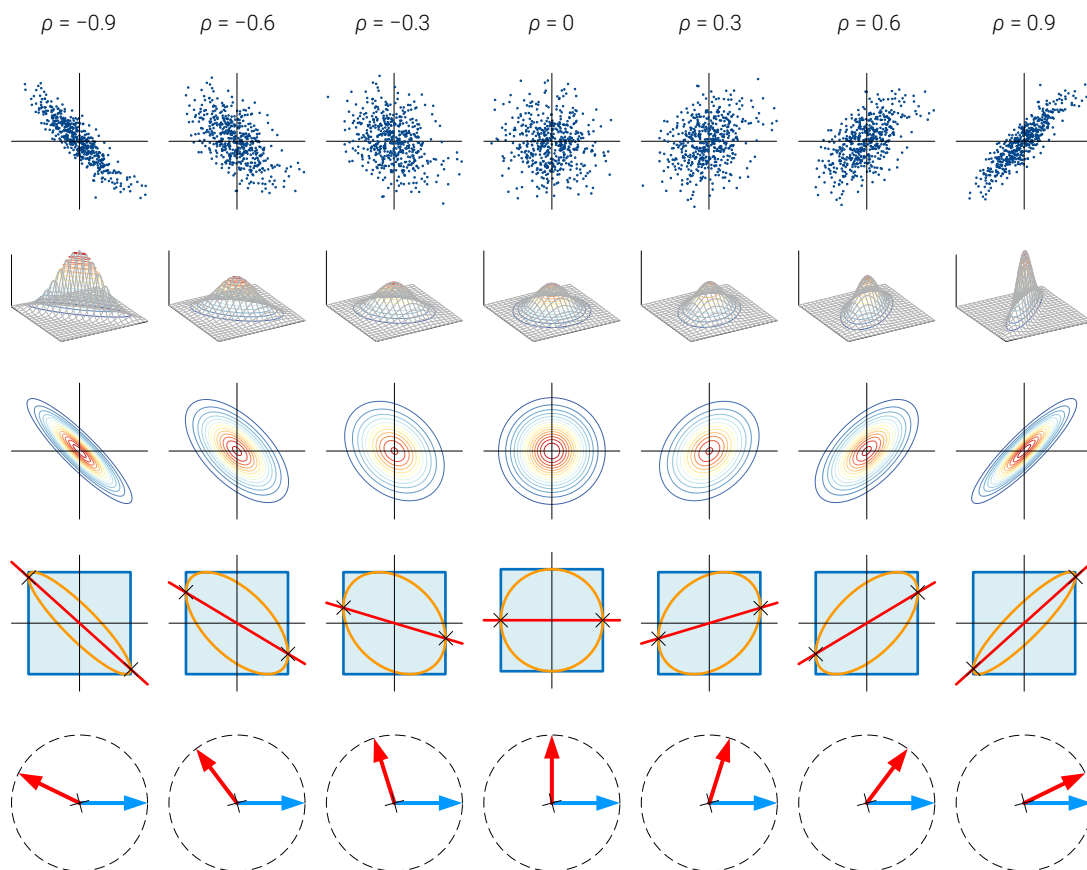 ρ = −0.9 ρ = −0.6 ρ = −0.3 ρ = 0 ρ = 0.3 ρ = 0.6 ρ = 0.9